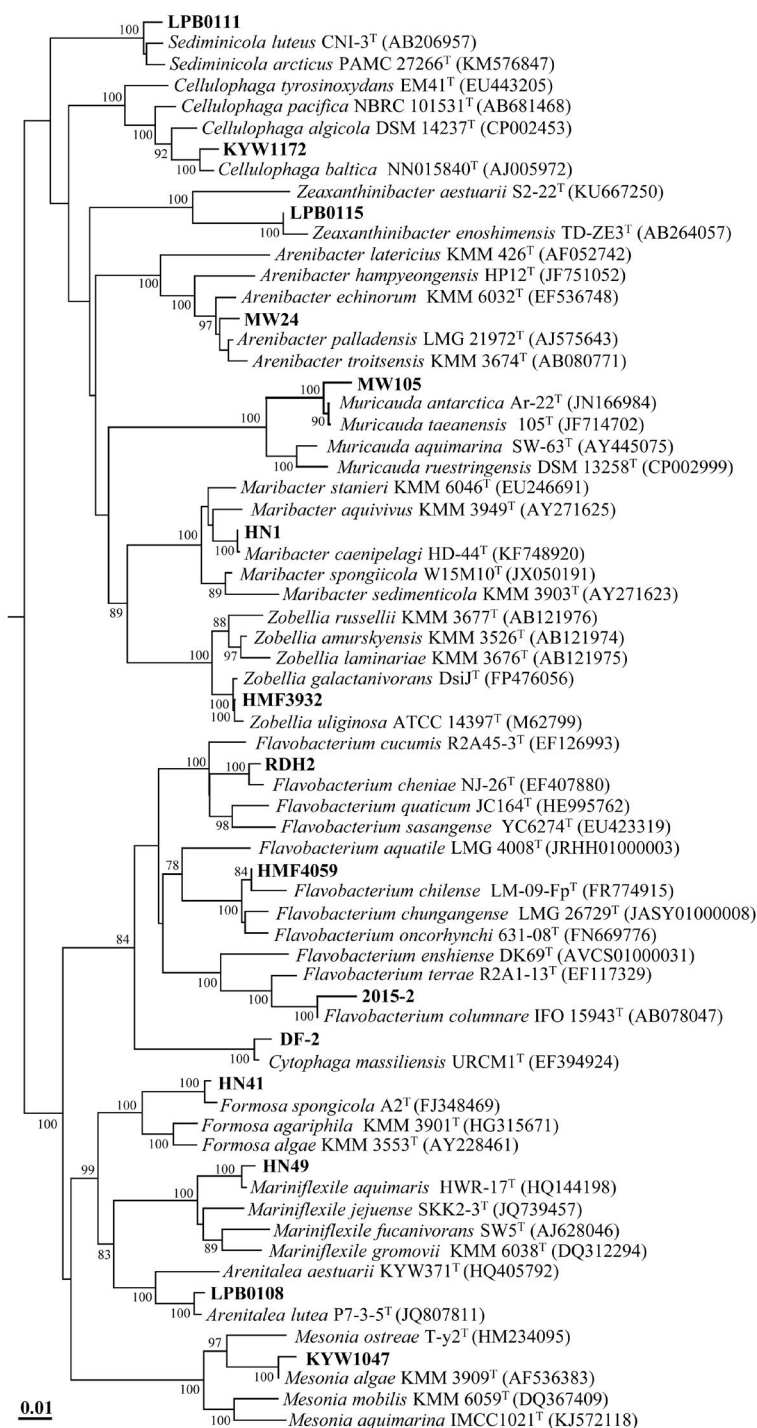 100 LPB0111
Sediminicola luteus CNI-3T (AB206957)
Sediminicola arcticus PAMC 27266T (KM576847)
Cellulophaga tyrosinoxydans EM41T (EU443205)
100 Cellulophaga pacifica NBRC 101531T (AB681468)
100 Cellulophaga algicola DSM 14237T (CP002453)
92 KYW1172
100 Cellulophaga baltica NN015840T (AJ005972)
100 Zeaxanthinibacter aestuarii S2-22T (KU667250)
LPB0115
100 Zeaxanthinibacter enoshimensis TD-ZE3T (AB264057)
Arenibacter latericius KMM 426T (AF052742)
100 Arenibacter hampyeongensis HP12T (JF751052)
100 Arenibacter echinorum KMM 6032T (EF536748)
97 MW24
Arenibacter palladensis LMG 21972T (AJ575643)
Arenibacter troitsensis KMM 3674T (AB080771)
100 MW105
Muricauda antarctica Ar-22T (JN166984)
100 90 Muricauda taeanensis 105T (JF714702)
Muricauda aquimarina SW-63T (AY445075)
100 Muricauda ruestringensis DSM 13258T (CP002999)
Maribacter stanieri KMM 6046T (EU246691)
Maribacter aquivivus KMM 3949T (AY271625)
100 HN1
100 Maribacter caenipelagi HD-44T (KF748920)
Maribacter spongiicola W15M10T (JX050191)
89 Maribacter sedimenticola KMM 3903T (AY271623)
89 Zobellia russellii KMM 3677T (AB121976)
88 Zobellia amurskyensis KMM 3526T (AB121974)
100 97 Zobellia laminariae KMM 3676T (AB121975)
Zobellia galactanivorans DsiJT (FP476056)
100 HMF3932
100 Zobellia uliginosa ATCC 14397T (M62799)
Flavobacterium cucumis R2A45-3T (EF126993)
100 100 RDH2
Flavobacterium cheniae NJ-26T (EF407880)
Flavobacterium quaticum JC164T (HE995762)
98 Flavobacterium sasangense YC6274T (EU423319)
Flavobacterium aquatile LMG 4008T (JRHH01000003)
78 84 HMF4059
Flavobacterium chilense LM-09-FpT (FR774915)
100 Flavobacterium chungangense LMG 26729T (JASY01000008)
Flavobacterium oncorhynchi 631-08T (FN669776)
84 Flavobacterium enshiense DK69T (AVCS01000031)
100 Flavobacterium terrae R2A1-13T (EF117329)
100 2015-2
100 Flavobacterium columnare IFO 15943T (AB078047)
DF-2
100 Cytophaga massiliensis URCM1T (EF394924)
100 HN41
100 Formosa spongicola A2T (FJ348469)
100 Formosa agariphila KMM 3901T (HG315671)
100 Formosa algae KMM 3553T (AY228461)
99 100 HN49
100 Mariniflexile aquimaris HWR-17T (HQ144198)
Mariniflexile jejuense SKK2-3T (JQ739457)
Mariniflexile fucanivorans SW5T (AJ628046)
83 89 Mariniflexile gromovii KMM 6038T (DQ312294)
Arenitalea aestuarii KYW371T (HQ405792)
100 LPB0108
100 Arenitalea lutea P7-3-5T (JQ807811)
97 Mesonia ostreae T-y2T (HM234095)
KYW1047
100 100 Mesonia algae KMM 3909T (AF536383)
Mesonia mobilis KMM 6059T (DQ367409)
0.01 100 Mesonia aquimarina IMCC1021T (KJ572118)